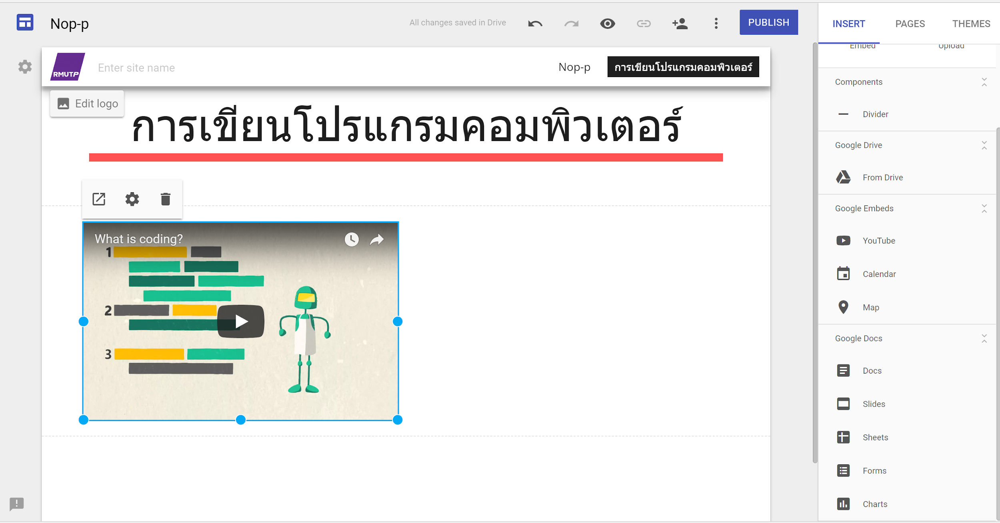 Nop-p
All changes saved in Drive
PUBLISH
INSERT
PAGES
THEMES
RMUTP
Enter site name
Nop-p
การเขียนโปรแกรมคอมพิวเตอร์
Edit logo
การเขียนโปรแกรมคอมพิวเตอร์
What is coding?
1
2
3
Embed
Upload
Components
Divider
Google Drive
From Drive
Google Embeds
YouTube
Calendar
Map
Google Docs
Docs
Slides
Sheets
Forms
Charts